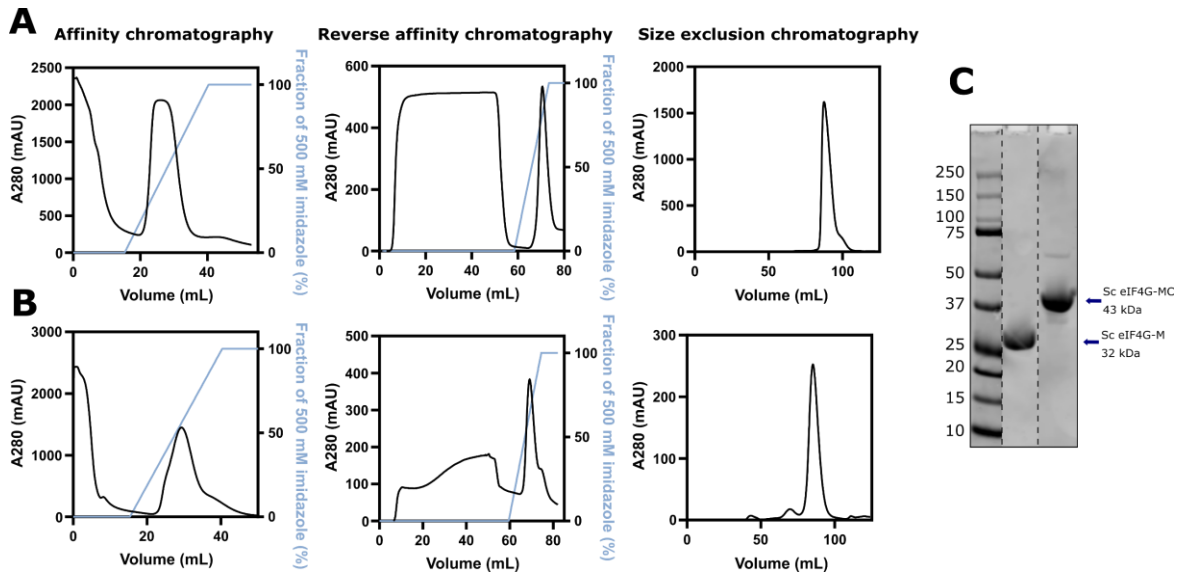 A
Affinity chromatography
Reverse affinity chromatography
Size exclusion chromatography
2500
2000
1500
1000
500
0
A280 (mAU)
0
20
40
Volume (mL)
100
50
0
Fraction of 500 mM imidazole (%)
600
400
200
0
A280 (mAU)
0
20
40
60
80
Volume (mL)
100
50
0
Fraction of 500 mM imidazole (%)
2000
1500
1000
500
0
A280 (mAU)
0
50
100
Volume (mL)
B
3000
2000
1000
0
A280 (mAU)
0
20
40
60
Volume (mL)
100
50
0
Fraction of 500 mM imidazole (%)
500
400
300
200
100
0
A280 (mAU)
0
20
40
60
80
Volume (mL)
100
50
0
Fraction of 500 mM imidazole (%)
300
200
100
0
A280 (mAU)
0
50
100
Volume (mL)
C
250
150
100
75
50
37
25
20
15
10
Sc eIF4G-MC
43 kDa
Sc eIF4G-M
32 kDa